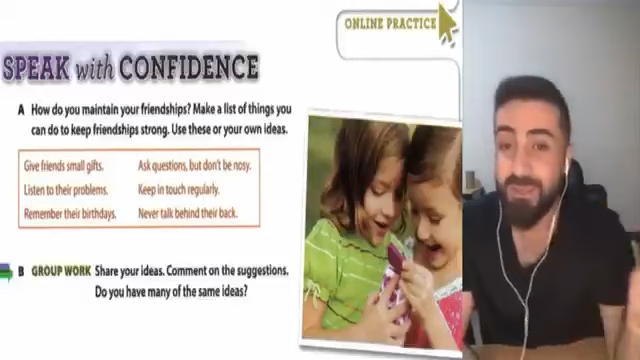 ONLINE PRACTICE
SPEAK with CONFIDENCE
A How do you maintain your friendships? Make a list of things you
can do to keep friendships strong. Use these or your own ideas.
Give friends small gifts. Ask questions, but don't be nosy.
Listen to their problems. Keep in touch regularly.
Remember their birthdays. Never talk behind their back.
B GROUP WORK Share your ideas. Comment on the suggestions.
Do you have many of the same ideas?